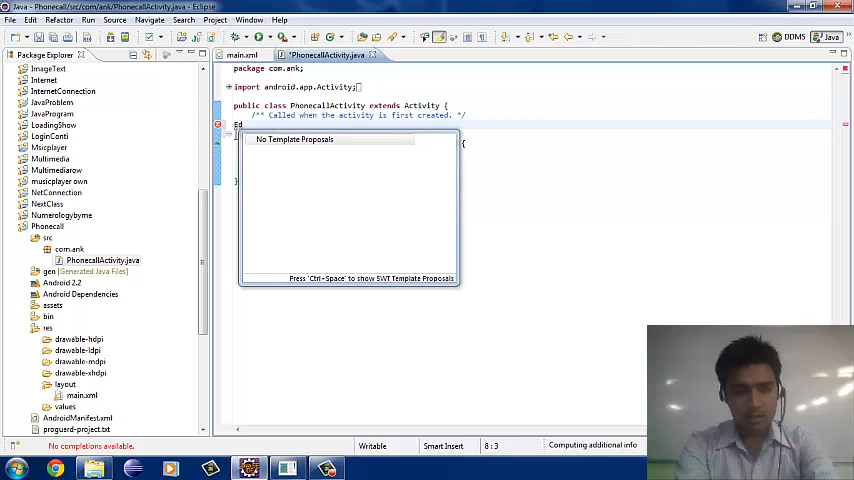 Java - Phonecall/src/com/ank/PhonecallActivity.java - Eclipse
File Edit Refactor Run Source Navigate Search Project Window Help
DDMS Java
Package Explorer
main.xml *PhonecallActivity.java
ImageText
Internet
InternetConnection
JavaProblem
JavaProgram
LoadingShow
LoginConti
Msicplayer
Multimedia
Multimediarow
musicplayer own
NetConnection
NextClass
Numerologybyme
Phonecall
src
com.ank
PhonecallActivity.java
gen [Generated Java Files]
Android 2.2
Android Dependencies
assets
bin
res
drawable-hdpi
drawable-ldpi
drawable-mdpi
drawable-xhdpi
layout
main.xml
values
AndroidManifest.xml
proguard-project.txt
package com.ank;
import android.app.Activity;
public class PhonecallActivity extends Activity {
/** Called when the activity is first created. */
Ed
{
}
No Template Proposals
Press 'Ctrl+Space' to show SWT Template Proposals
No completions available.
Writable Smart Insert 8 : 3 Computing additional info